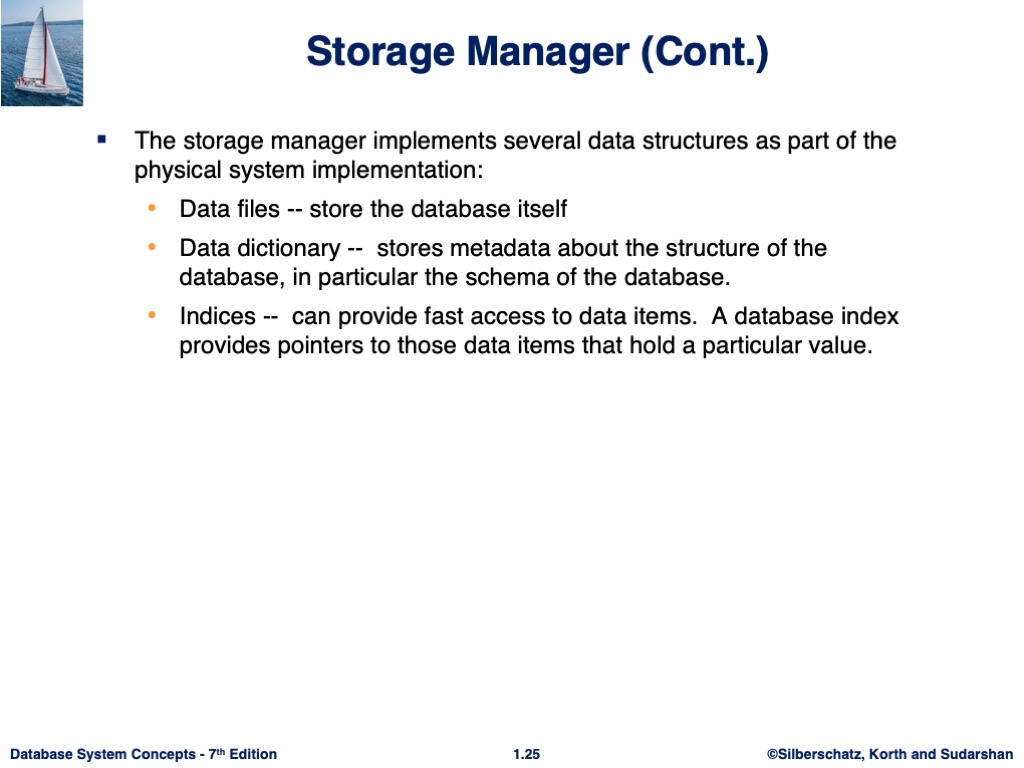 Storage Manager (Cont.)
▪ The storage manager implements several data structures as part of the
physical system implementation:
• Data files -- store the database itself
• Data dictionary --  stores metadata about the structure of the
database, in particular the schema of the database.
• Indices --  can provide fast access to data items.  A database index
provides pointers to those data items that hold a particular value.
Database System Concepts - 7th Edition
1.25
©Silberschatz, Korth and Sudarshan